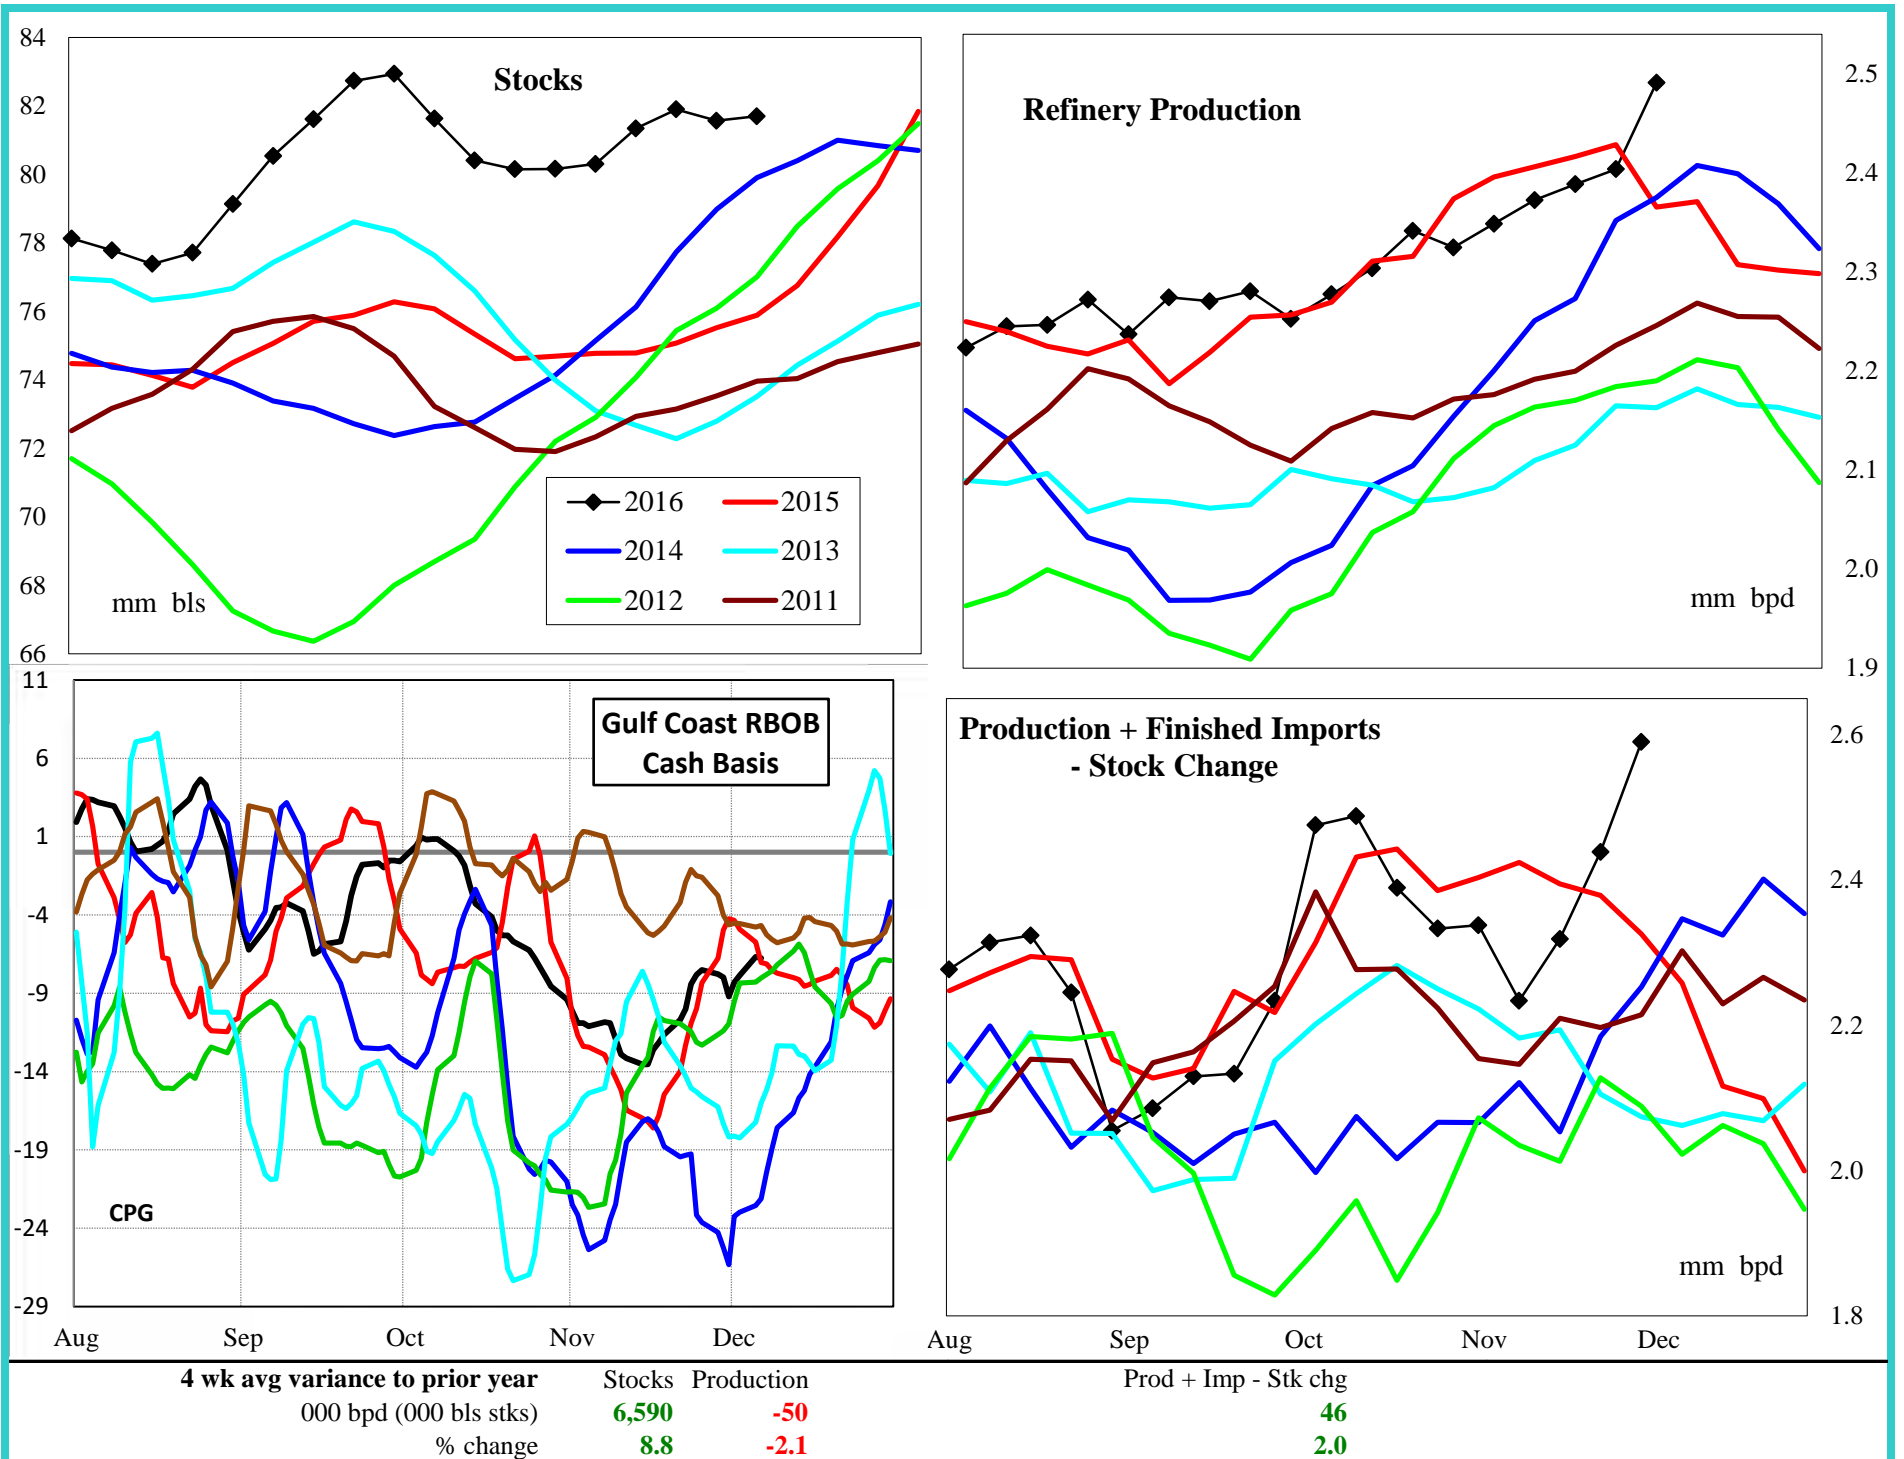 Stocks
84
82
80
78
76
74
72
70
68
66
mm bls
2016
2015
2014
2013
2012
2011
Refinery Production
2.5
2.4
2.3
2.2
2.1
2.0
1.9
mm bpd
Gulf Coast RBOB
Cash Basis
11
6
1
-4
-9
-14
-19
-24
-29
CPG
Aug Sep Oct Nov Dec
Production + Finished Imports
- Stock Change
2.6
2.4
2.2
2.0
1.8
mm bpd
Aug Sep Oct Nov Dec
4 wk avg variance to prior year Stocks Production Prod + Imp - Stk chg
000 bpd (000 bls stks) 6,590 -50 46
% change 8.8 -2.1 2.0